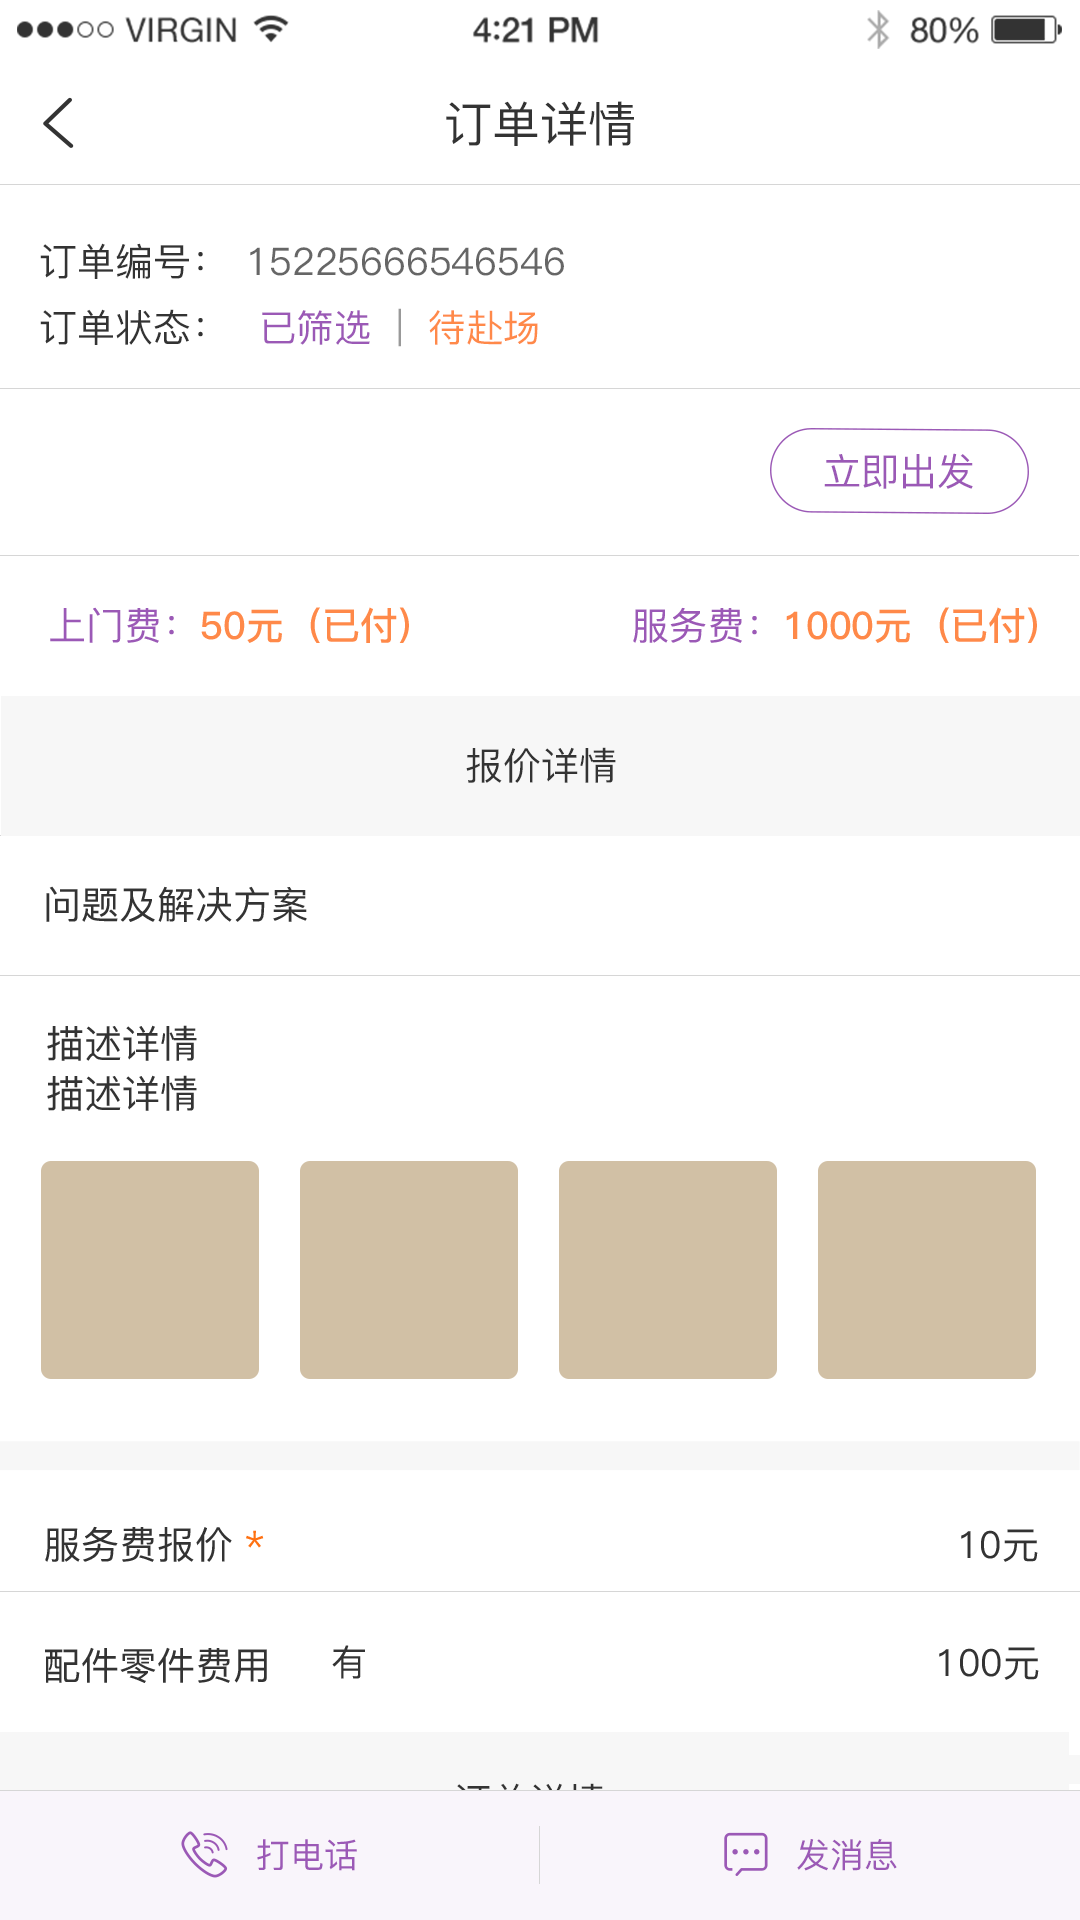 VIRGIN 4:21 PM 80%
订单详情
订单编号： 15225666546546
订单状态： 已筛选 | 待赴场
立即出发
上门费：50元（已付） 服务费：1000元（已付）
报价详情
问题及解决方案
描述详情
描述详情
服务费报价 * 10元
配件零件费用 有 100元
订单详情
打电话 发消息